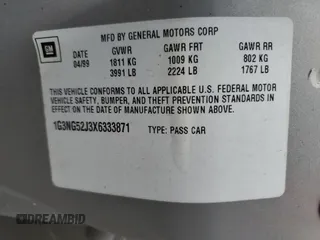 GM
MFD BY GENERAL MOTORS CORP
DATE GVWR GAWR FRT GAWR RR
04/99 1811 KG 1009 KG 802 KG
3991 LB 2224 LB 1767 LB
THIS VEHICLE CONFORMS TO ALL APPLICABLE U.S. FEDERAL MOTOR
VEHICLE SAFETY, BUMPER, AND THEFT PREVENTION STANDARDS IN
EFFECT ON THE DATE OF MANUFACTURE SHOWN ABOVE.
1G3NG52J3X6333871 TYPE: PASS CAR
DREAMBID